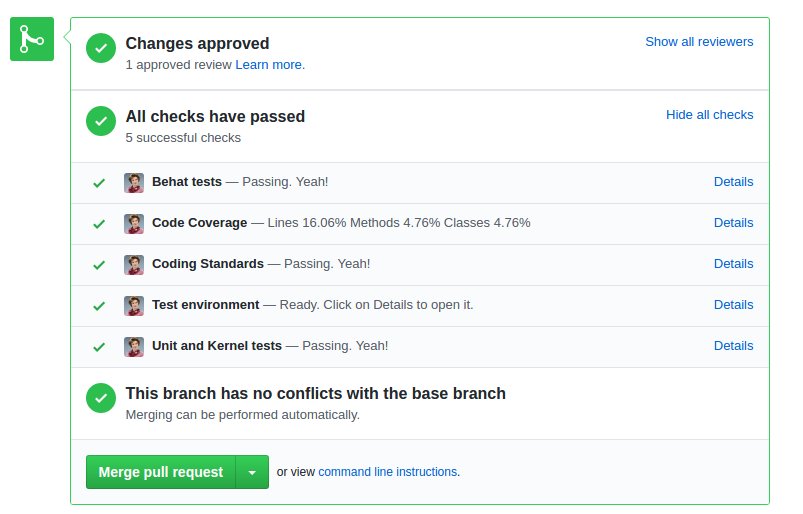 Changes approved
Show all reviewers
1 approved review Learn more.
All checks have passed
Hide all checks
5 successful checks
Behat tests — Passing. Yeah!
Details
Code Coverage — Lines 16.06% Methods 4.76% Classes 4.76%
Details
Coding Standards — Passing. Yeah!
Details
Test environment — Ready. Click on Details to open it.
Details
Unit and Kernel tests — Passing. Yeah!
Details
This branch has no conflicts with the base branch
Merging can be performed automatically.
Merge pull request
or view command line instructions.